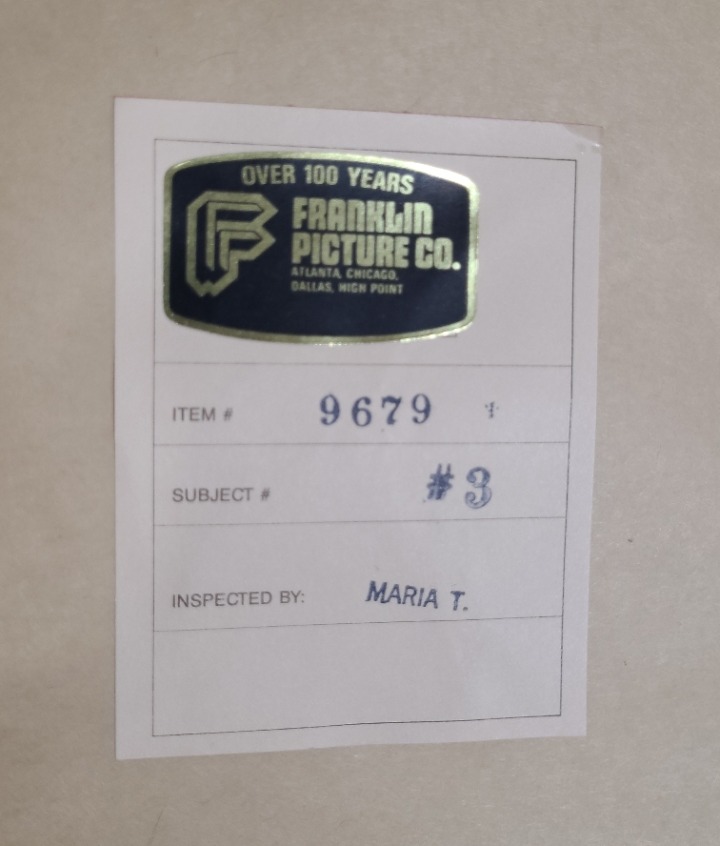 OVER 100 YEARS
FRANKLIN
PICTURE CO.
ATLANTA, CHICAGO,
DALLAS, HIGH POINT
ITEM # 9679
SUBJECT # #3
INSPECTED BY: MARIA T.